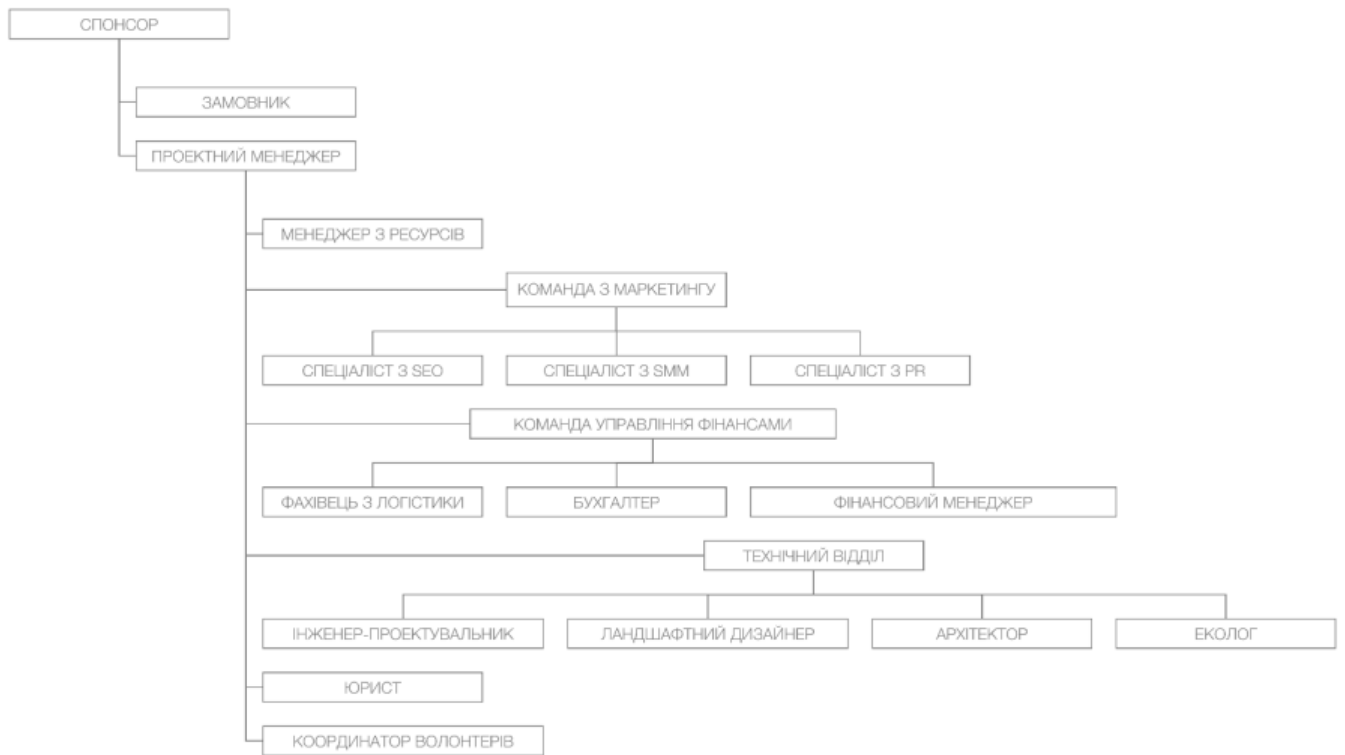 СПОНСОР
ЗАМОВНИК
ПРОЕКТНИЙ МЕНЕДЖЕР
МЕНЕДЖЕР З РЕСУРСІВ
КОМАНДА З МАРКЕТИНГУ
СПЕЦІАЛІСТ З SEO
СПЕЦІАЛІСТ З SMM
СПЕЦІАЛІСТ З PR
КОМАНДА УПРАВЛІННЯ ФІНАНСАМИ
ФАХІВЕЦЬ З ЛОГІСТИКИ
БУХГАЛТЕР
ФІНАНСОВИЙ МЕНЕДЖЕР
ТЕХНІЧНИЙ ВІДДІЛ
ІНЖЕНЕР-ПРОЕКТУВАЛЬНИК
ЛАНДШАФТНИЙ ДИЗАЙНЕР
АРХІТЕКТОР
ЕКОЛОГ
ЮРИСТ
КООРДИНАТОР ВОЛОНТЕРІВ